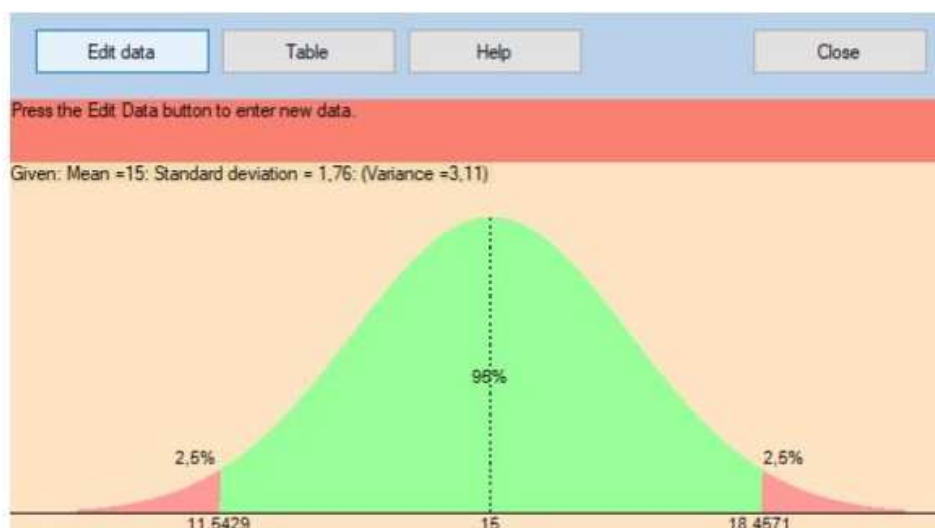 Edit data Table Help Close
Press the Edit Data button to enter new data.
Given: Mean =15: Standard deviation = 1,76: (Variance =3,11)
95%
2,5% 2,5%
11,5429 15 18,4571